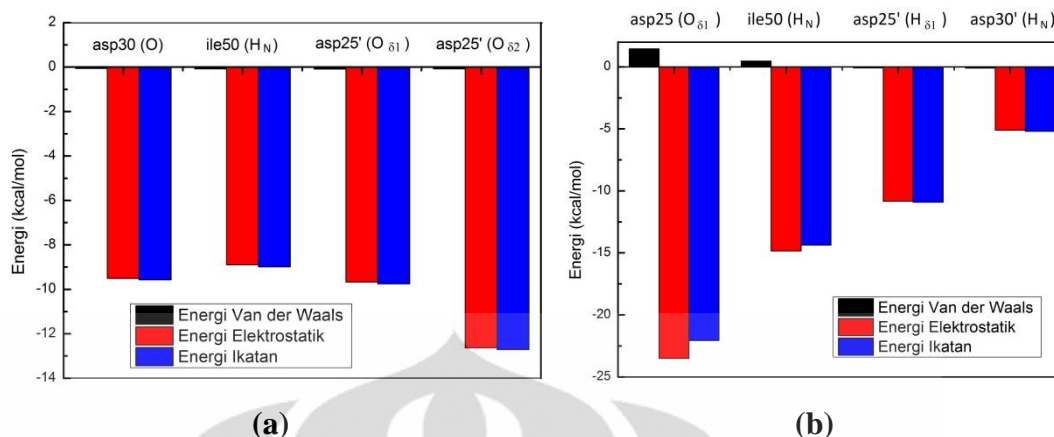 2
0
-2
-4
-6
-8
-10
-12
-14
Energi (kcal/mol)
asp30 (O) ile50 (HN) asp25' (Oδ1) asp25' (Oδ2)
Energi Van der Waals
Energi Elektrostatik
Energi Ikatan
(a)
asp25 (Oδ1) ile50 (HN) asp25' (Hδ1) asp30' (HN)
0
-5
-10
-15
-20
-25
Energi (kcal/mol)
Energi Van der Waals
Energi Elektrostatik
Energi Ikatan
(b)